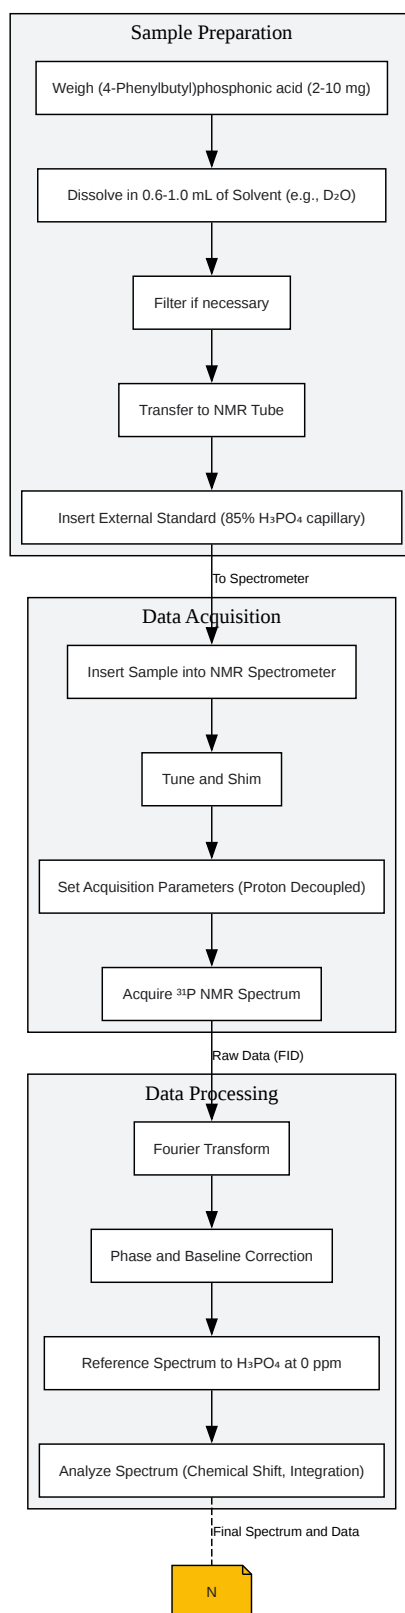 Sample Preparation
Weigh (4-Phenylbutyl)phosphonic acid (2-10 mg)
Dissolve in 0.6-1.0 mL of Solvent (e.g., D₂O)
Filter if necessary
Transfer to NMR Tube
Insert External Standard (85% H₃PO₄ capillary)
To Spectrometer
Data Acquisition
Insert Sample into NMR Spectrometer
Tune and Shim
Set Acquisition Parameters (Proton Decoupled)
Acquire ³¹P NMR Spectrum
Raw Data (FID)
Data Processing
Fourier Transform
Phase and Baseline Correction
Reference Spectrum to H₃PO₄ at 0 ppm
Analyze Spectrum (Chemical Shift, Integration)
Final Spectrum and Data
N